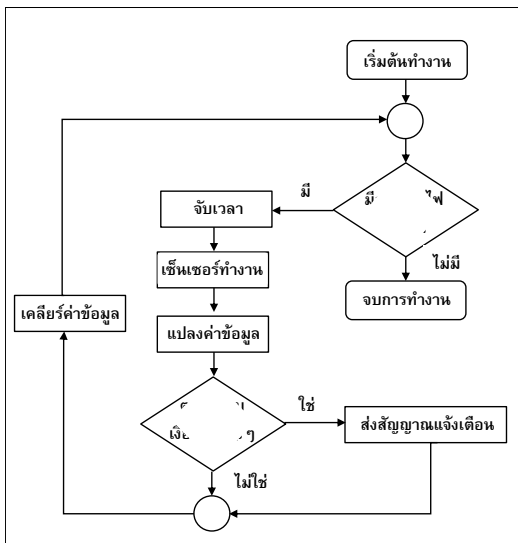 เริ่มต้นทำงาน
มี
จับเวลา
ไม่มี
เซ็นเซอร์ทำงาน
จบการทำงาน
เคลียร์ค่าข้อมูล
แปลงค่าข้อมูล
ใช่
ส่งสัญญาณแจ้งเตือน
ไม่ใช่